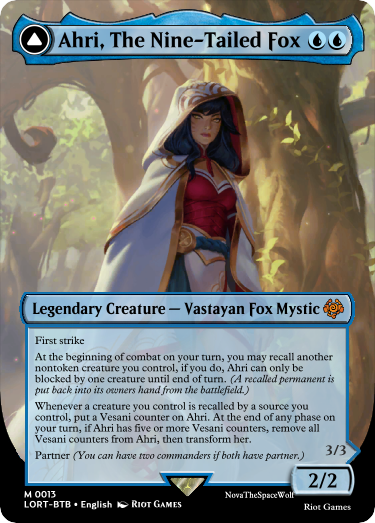 Ahri, The Nine-Tailed Fox
Legendary Creature — Vastayan Fox Mystic
First strike
At the beginning of combat on your turn, you may recall another
nontoken creature you control, if you do, Ahri can only be
blocked by one creature until end of turn. (A recalled permanent is
put back into its owners hand from the battlefield.)
Whenever a creature you control is recalled by a source you
control, put a Vesani counter on Ahri. At the end of any phase on
your turn, if Ahri has five or more Vesani counters, remove all
Vesani counters from Ahri, then transform her.
3/3
Partner (You can have two commanders if both have partner.)
2/2
M 0013
LORT-BTB • English Riot Games
NovaTheSpaceWolf
Riot Games